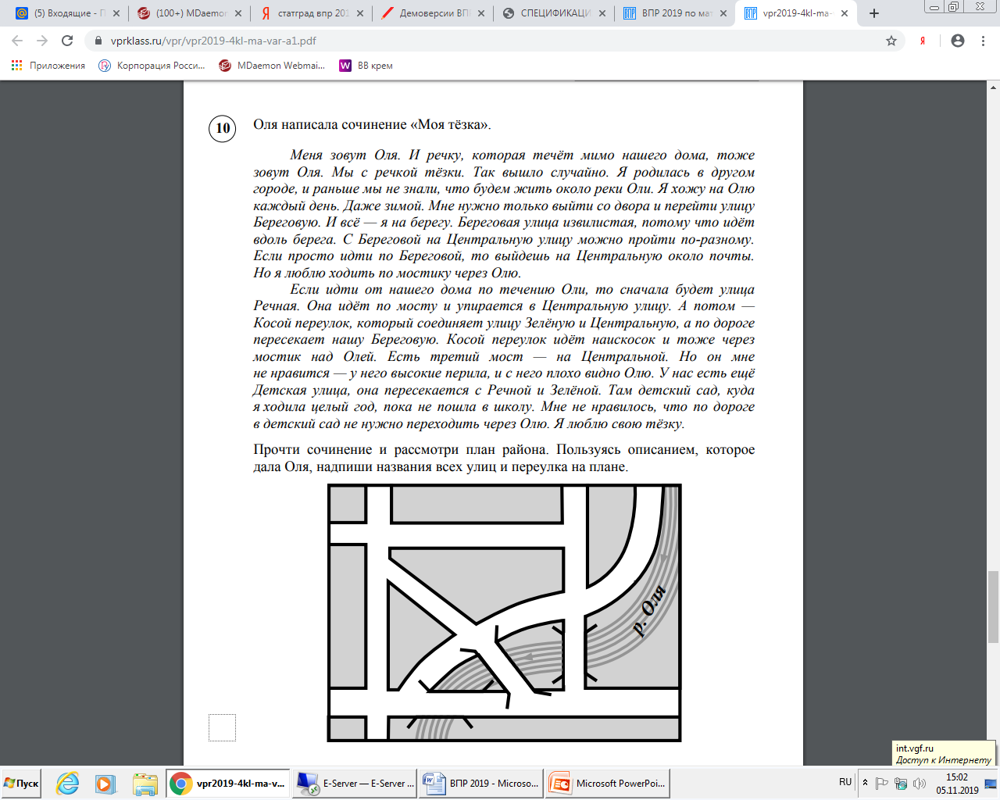 (5) Входящие - П
(100+) MDaemon
статград впр 201
Демоверсии ВП
СПЕЦИФИКАЦИ
ВПР 2019 по мат
vpr2019-4kl-ma-
vprklass.ru/vpr/vpr2019-4kl-ma-var-a1.pdf
Приложения
Корпорация Росси...
MDaemon Webmai...
ВВ крем
10
Оля написала сочинение «Моя тёзка».
Меня зовут Оля. И речку, которая течёт мимо нашего дома, тоже
зовут Оля. Мы с речкой тёзки. Так вышло случайно. Я родилась в другом
городе, и раньше мы не знали, что будем жить около реки Оли. Я хожу на Олю
каждый день. Даже зимой. Мне нужно только выйти со двора и перейти улицу
Береговую. И всё — я на берегу. Береговая улица извилистая, потому что идёт
вдоль берега. С Береговой на Центральную улицу можно пройти по-разному.
Если просто идти по Береговой, то выйдешь на Центральную около почты.
Но я люблю ходить по мостику через Олю.
Если идти от нашего дома по течению Оли, то сначала будет улица
Речная. Она идёт по мосту и упирается в Центральную улицу. А потом —
Косой переулок, который соединяет улицу Зелёную и Центральную, а по дороге
пересекает нашу Береговую. Косой переулок идёт наискосок и тоже через
мостик над Олей. Есть третий мост — на Центральной. Но он мне
не нравится — у него высокие перила, и с него плохо видно Олю. У нас есть ещё
Детская улица, она пересекается с Речной и Зелёной. Там детский сад, куда
я ходила целый год, пока не пошла в школу. Мне не нравилось, что по дороге
в детский сад не нужно переходить через Олю. Я люблю свою тёзку.
Прочти сочинение и рассмотри план района. Пользуясь описанием, которое
дала Оля, надпиши названия всех улиц и переулка на плане.
р. Оля
int.vgf.ru
Доступ к Интернету
Пуск
vpr2019-4kl-ma-v...
E-Server — E-Server ...
ВПР 2019 - Microso...
Microsoft PowerPoi...
RU
15:02
05.11.2019